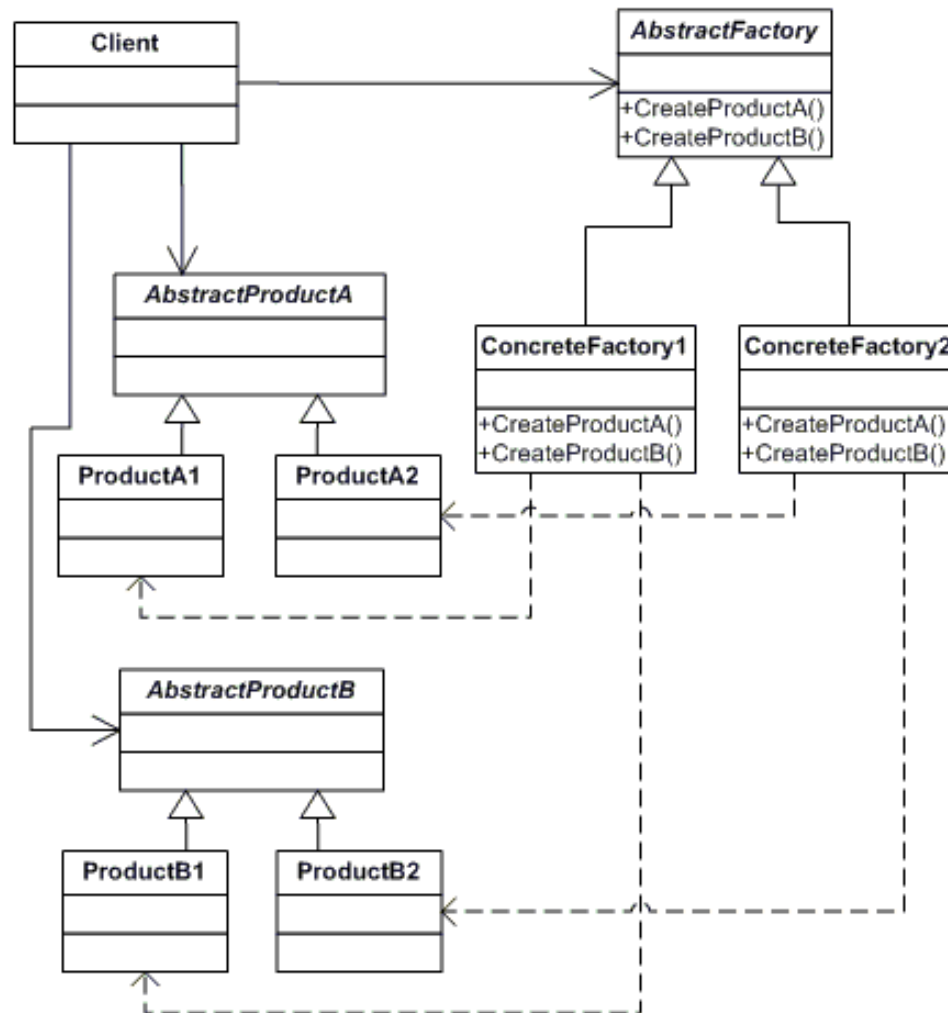 Client
AbstractFactory
+CreateProductA()
+CreateProductB()
AbstractProductA
ConcreteFactory1
+CreateProductA()
+CreateProductB()
ConcreteFactory2
+CreateProductA()
+CreateProductB()
ProductA1
ProductA2
AbstractProductB
ProductB1
ProductB2